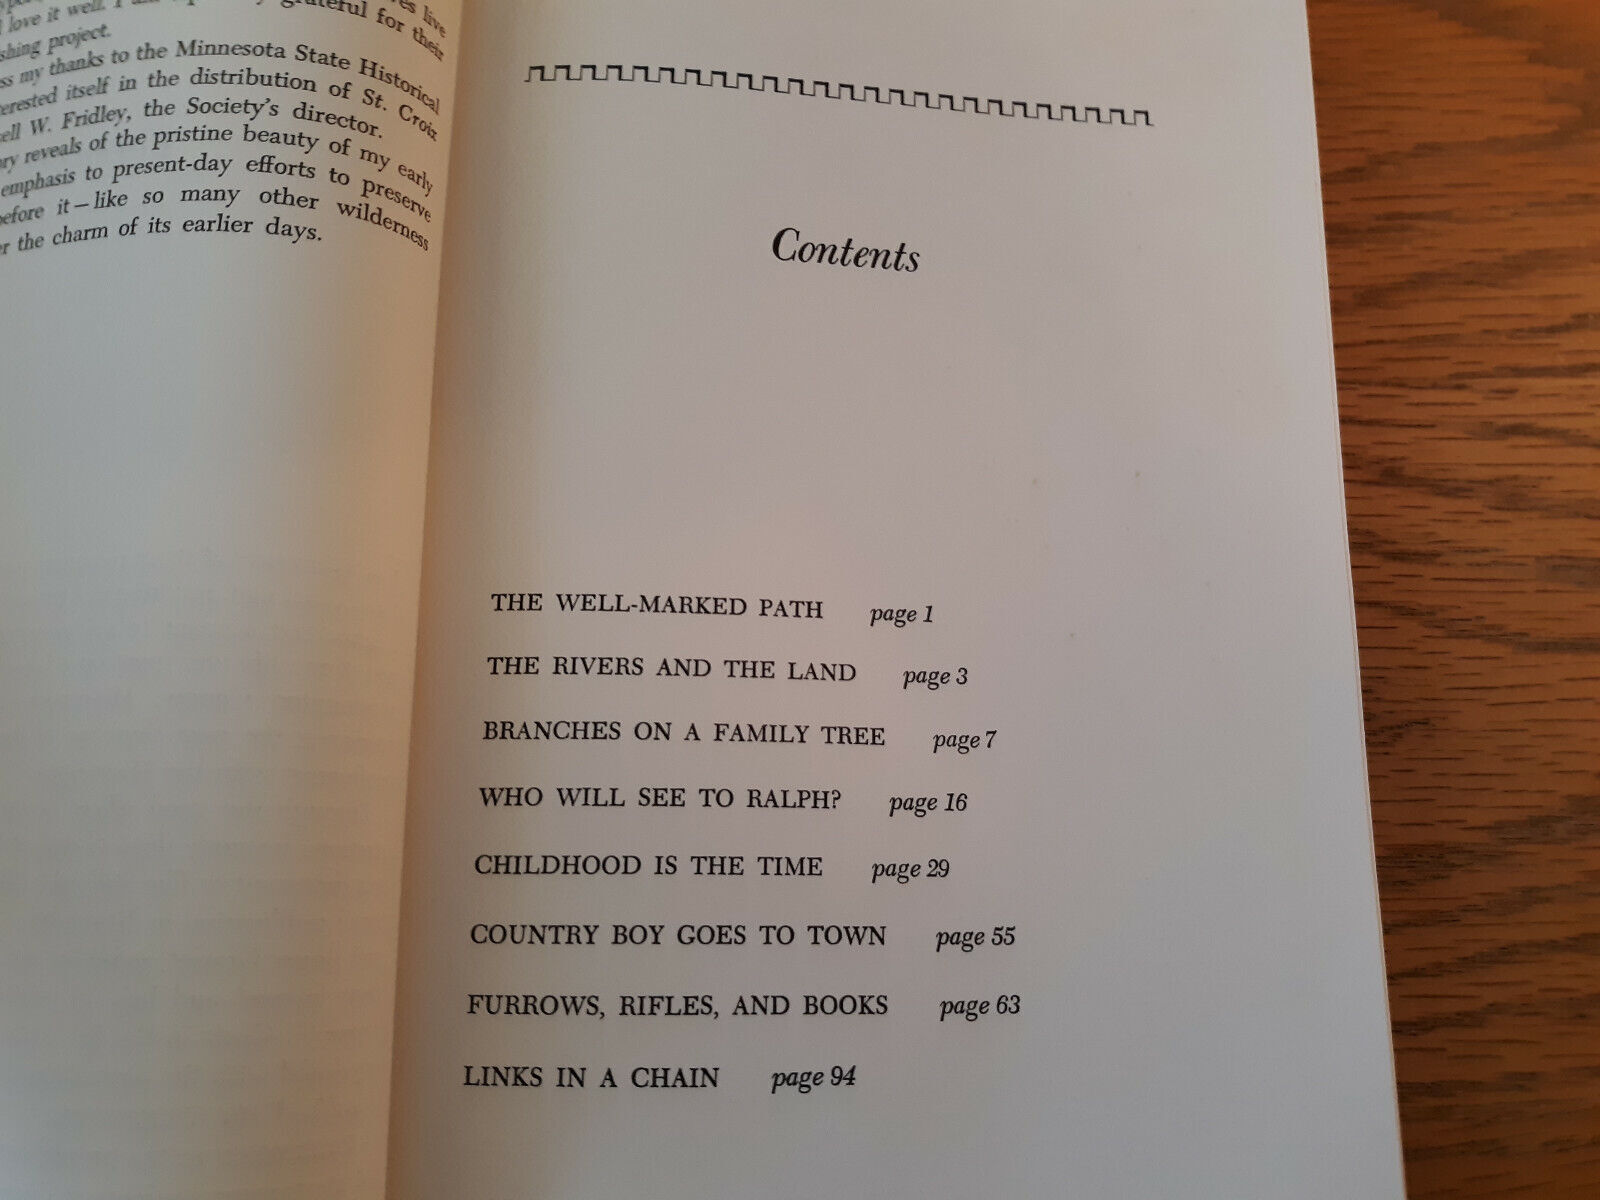 live
love it well. I am grateful for their
project.
my thanks to the Minnesota State Historical
itself in the distribution of St. Croix
W. Fridley, the Society's director.
reveals of the pristine beauty of my early
emphasis to present-day efforts to preserve
before it—like so many other wilderness
the charm of its earlier days.
Contents
THE WELL-MARKED PATH page 1
THE RIVERS AND THE LAND page 3
BRANCHES ON A FAMILY TREE page 7
WHO WILL SEE TO RALPH? page 16
CHILDHOOD IS THE TIME page 29
COUNTRY BOY GOES TO TOWN page 55
FURROWS, RIFLES, AND BOOKS page 63
LINKS IN A CHAIN page 94